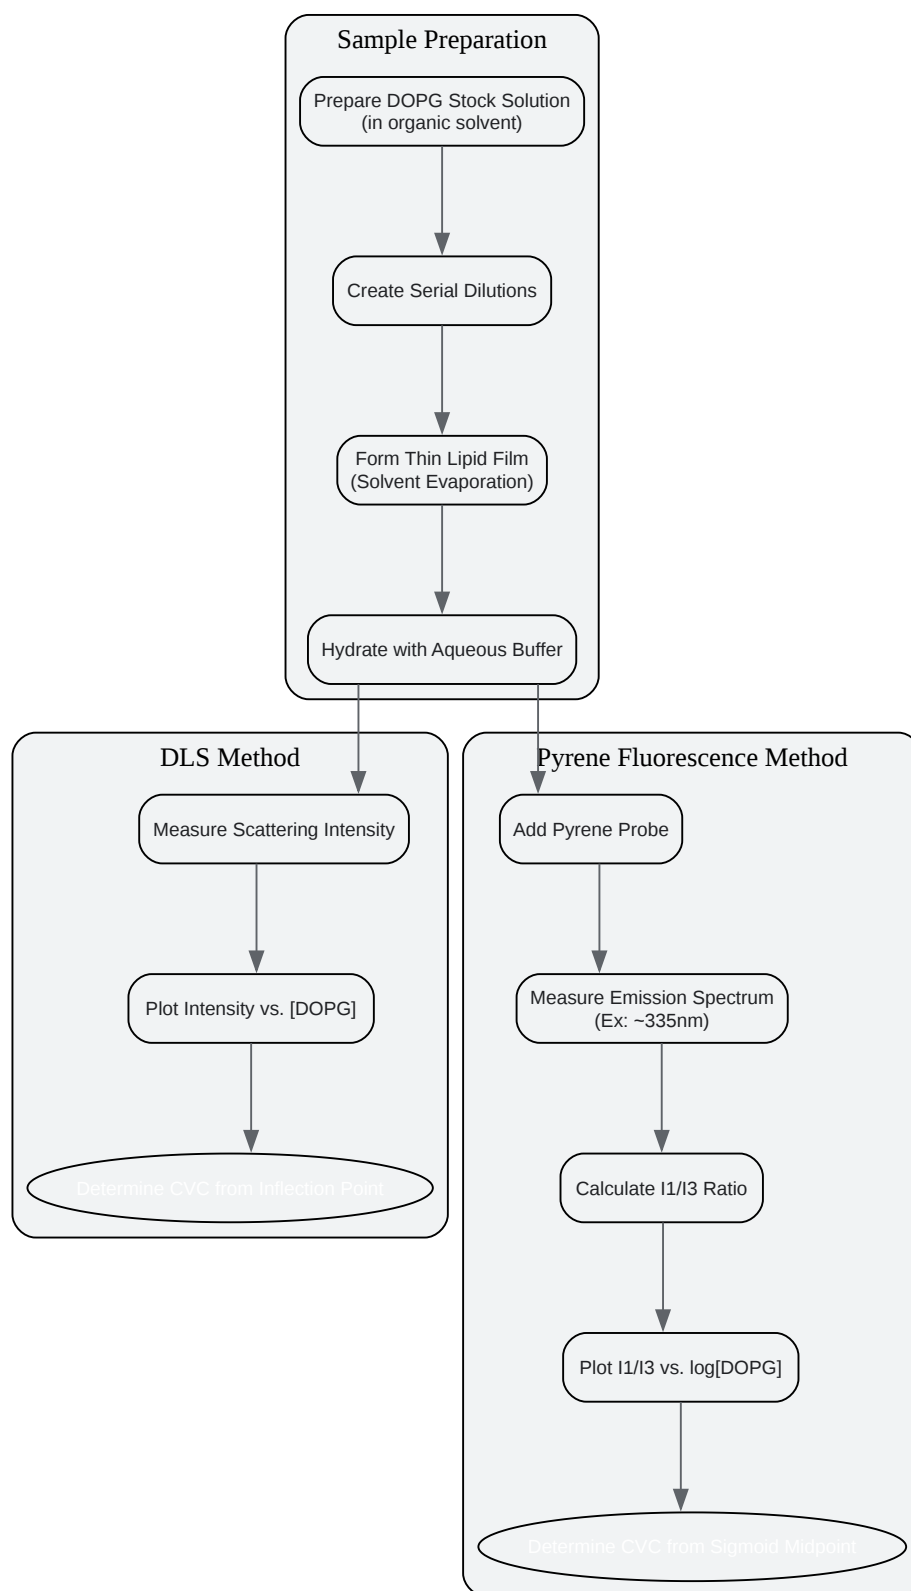 Sample Preparation
Prepare DOPG Stock Solution
(in organic solvent)
Create Serial Dilutions
Form Thin Lipid Film
(Solvent Evaporation)
Hydrate with Aqueous Buffer
DLS Method
Measure Scattering Intensity
Plot Intensity vs. [DOPG]
Determine CVC from Inflection Point
Pyrene Fluorescence Method
Add Pyrene Probe
Measure Emission Spectrum
(Ex: ~335nm)
Calculate I1/I3 Ratio
Plot I1/I3 vs. log[DOPG]
Determine CVC from Sigmoid Midpoint